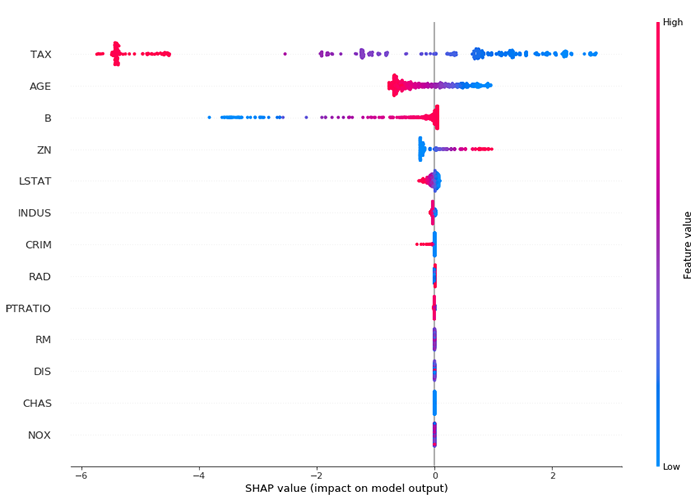 High
TAX
AGE
B
ZN
LSTAT
INDUS
CRIM
RAD
PTRATIO
RM
DIS
CHAS
NOX
Feature value
Low
−6 −4 −2 0 2
SHAP value (impact on model output)